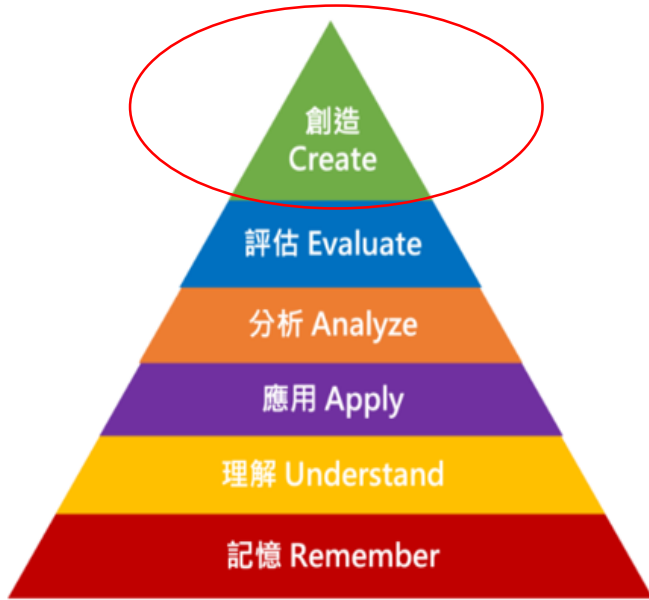 創造
Create
評估 Evaluate
分析 Analyze
應用 Apply
理解 Understand
記憶 Remember